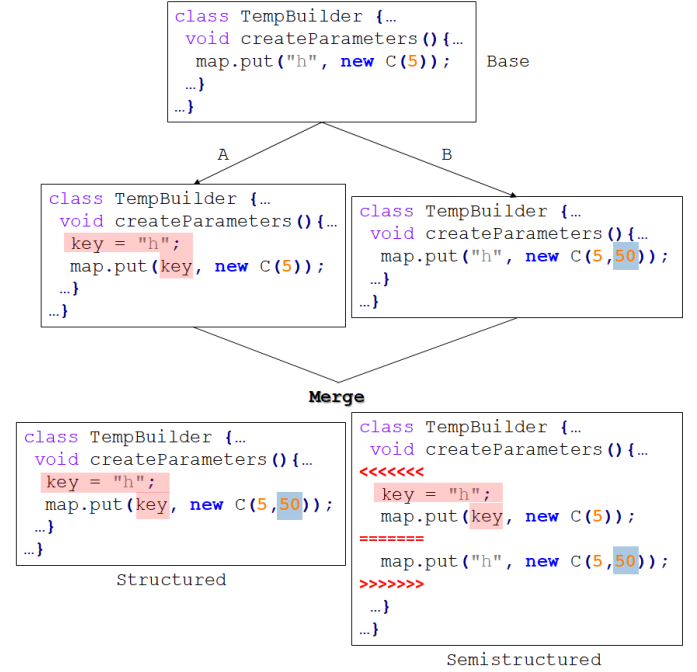 class TempBuilder {…
void createParameters(){…
map.put("h", new C(5));
…}
…}
Base
A
B
class TempBuilder {…
void createParameters(){…
key = "h";
map.put(key, new C(5));
…}
…}
class TempBuilder {…
void createParameters(){…
map.put("h", new C(5,50));
…}
…}
Merge
class TempBuilder {…
void createParameters(){…
key = "h";
map.put(key, new C(5,50));
…}
…}
Structured
class TempBuilder {…
void createParameters(){…
<<<<<<<
key = "h";
map.put(key, new C(5));
=======
map.put("h", new C(5,50));
>>>>>>>
…}
…}
Semistructured